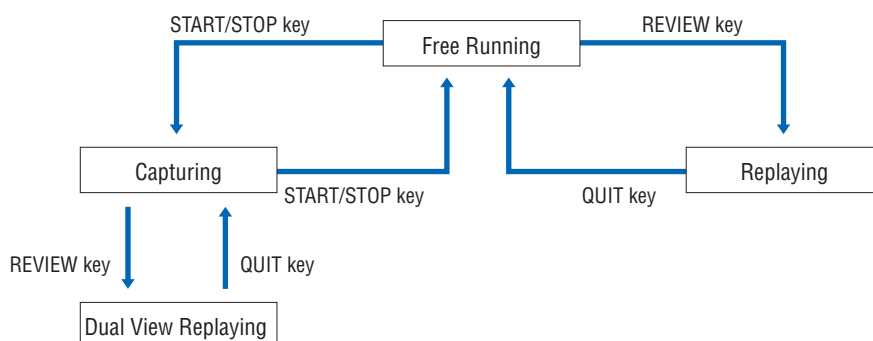 START/STOP key
Free Running
REVIEW key
Capturing
START/STOP key
QUIT key
Replaying
REVIEW key
QUIT key
Dual View Replaying